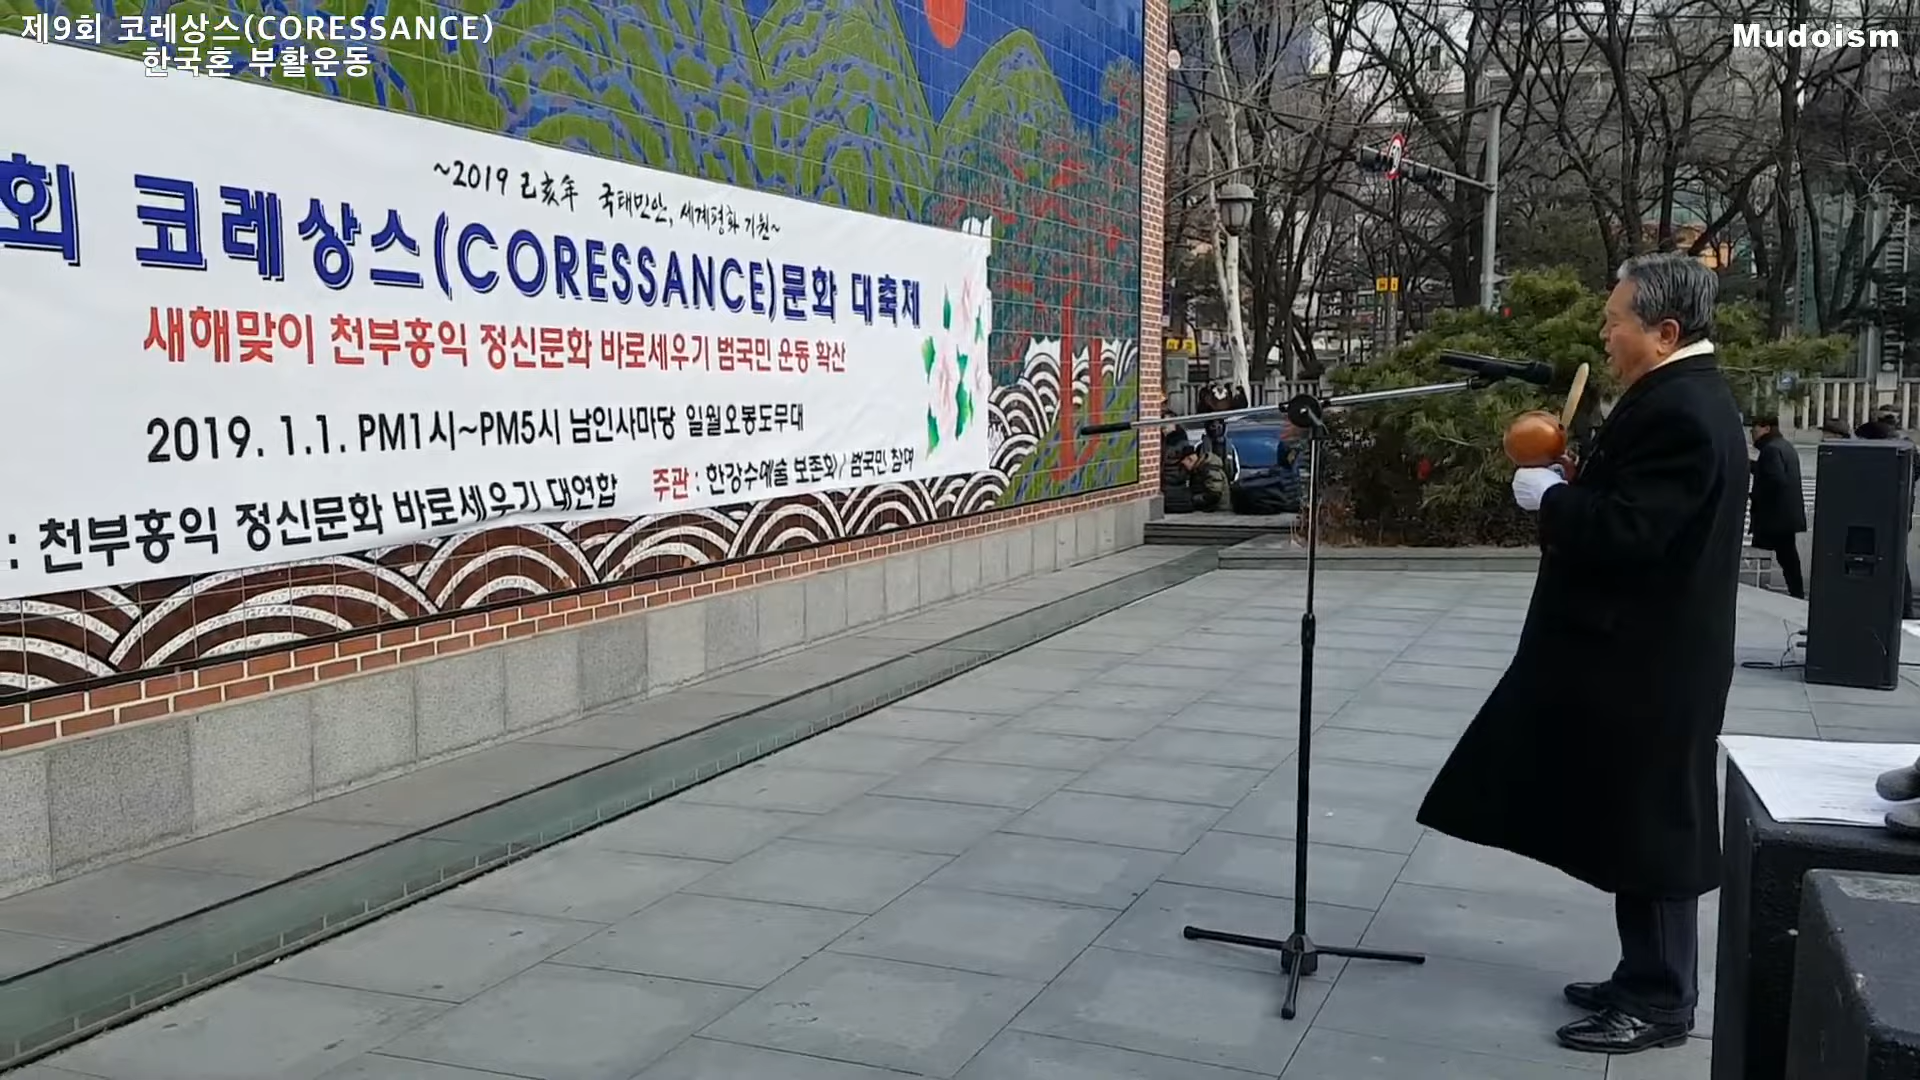 제9회 코레상스(CORESSANCE)
한국혼 부활운동
Mudoism
~2019 己亥年 국태민안, 세계평화 기원~
회 코레상스(CORESSANCE)문화 대축제
새해맞이 천부홍익 정신문화 바로세우기 범국민 운동 확산
2019. 1.1. PM1시~PM5시 남인사마당 일월오봉도무대
: 천부홍익 정신문화 바로세우기 대연합 주관 : 한강수예술 보존회/ 범국민 참여